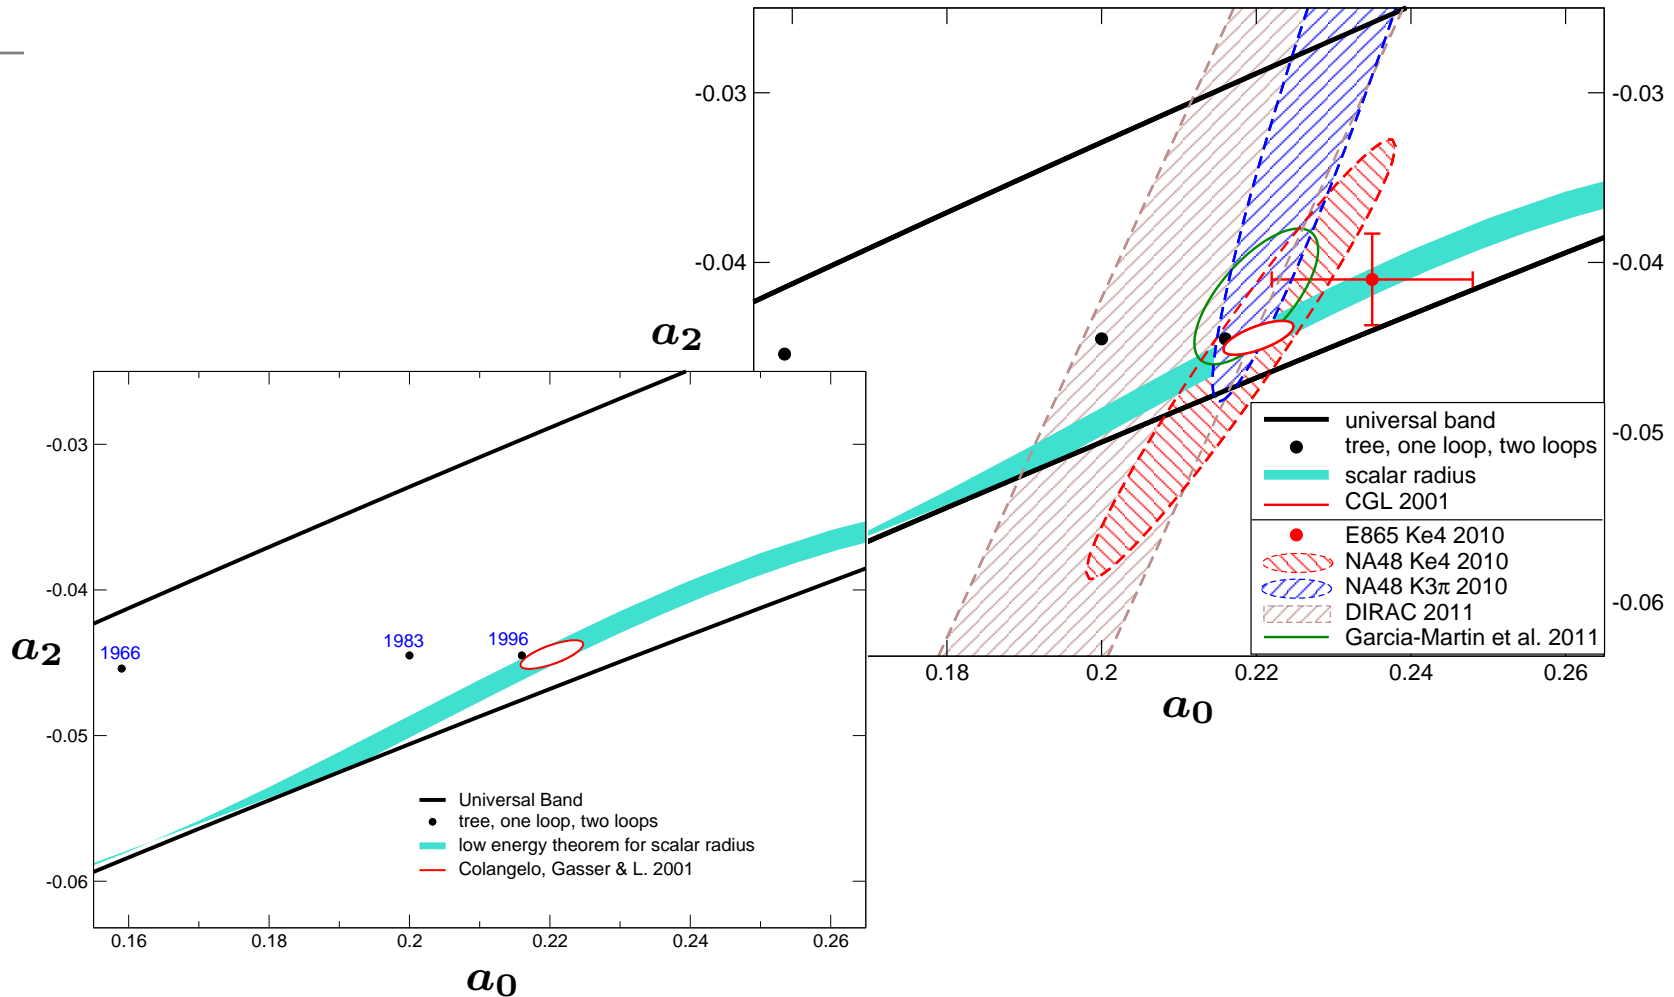 -0.03
-0.03
-0.04
-0.04
a2
-0.05
-0.06
universal band
tree, one loop, two loops
scalar radius
CGL 2001
E865 Ke4 2010
NA48 Ke4 2010
NA48 K3π 2010
DIRAC 2011
Garcia-Martin et al. 2011
0.18
0.2
0.22
0.24
0.26
a0
-0.03
-0.04
a2
-0.05
-0.06
1966
1983
1996
Universal Band
tree, one loop, two loops
low energy theorem for scalar radius
Colangelo, Gasser & L. 2001
0.16
0.18
0.2
0.22
0.24
0.26
a0